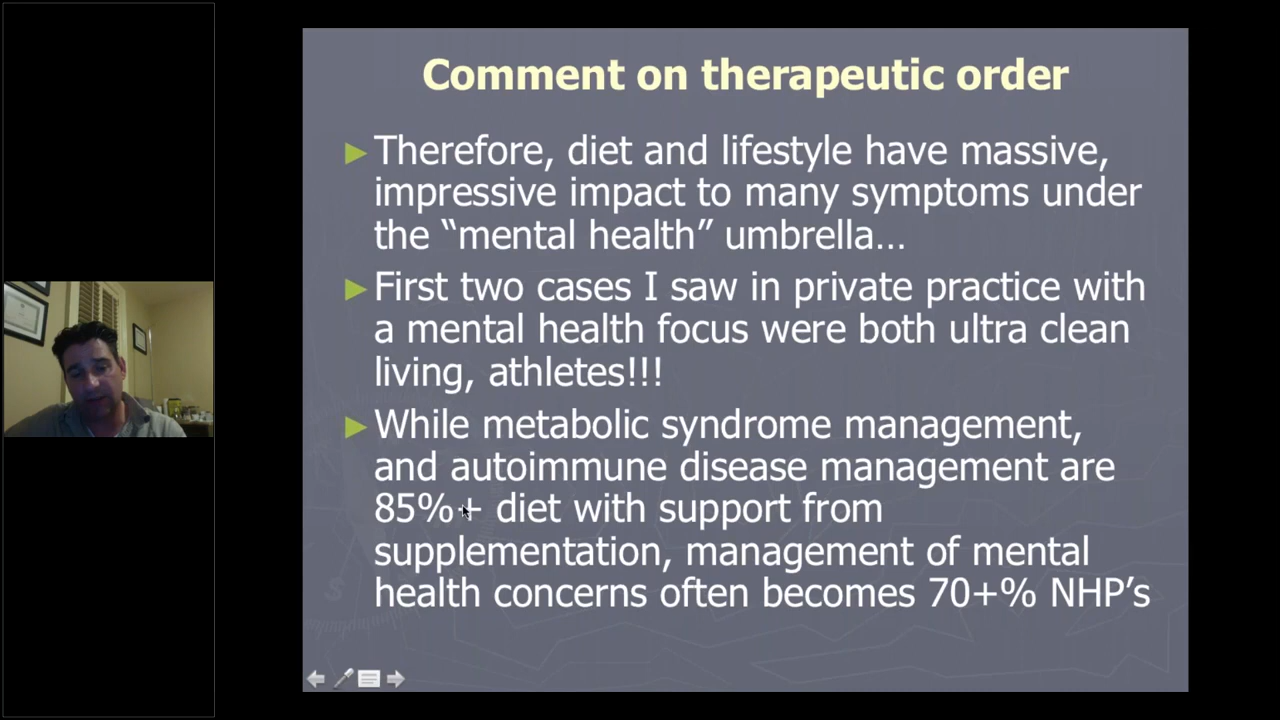 Comment on therapeutic order
Therefore, diet and lifestyle have massive,
impressive impact to many symptoms under
the “mental health” umbrella…
First two cases I saw in private practice with
a mental health focus were both ultra clean
living, athletes!!!
While metabolic syndrome management,
and autoimmune disease management are
85%+ diet with support from
supplementation, management of mental
health concerns often becomes 70+% NHP’s